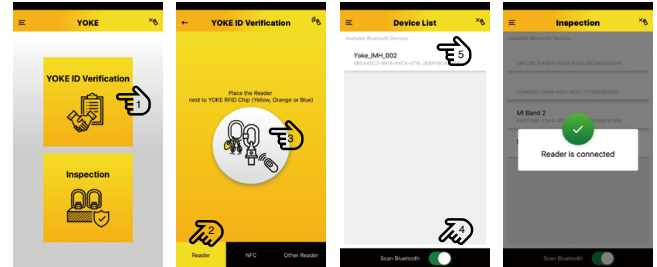 YOKE
YOKE ID Verification
1
Inspection
YOKE ID Verification
Place the Reader
next to YOKE RFID Chip (Yellow, Orange or Blue)
3
2
Reader
NFC
Other Reader
Device List
Available Bluetooth Devices
Yoke_IMH_002
5
4
Scan Bluetooth
Inspection
Available Bluetooth Devices
Mi Band 2
Reader is connected
Scan Bluetooth